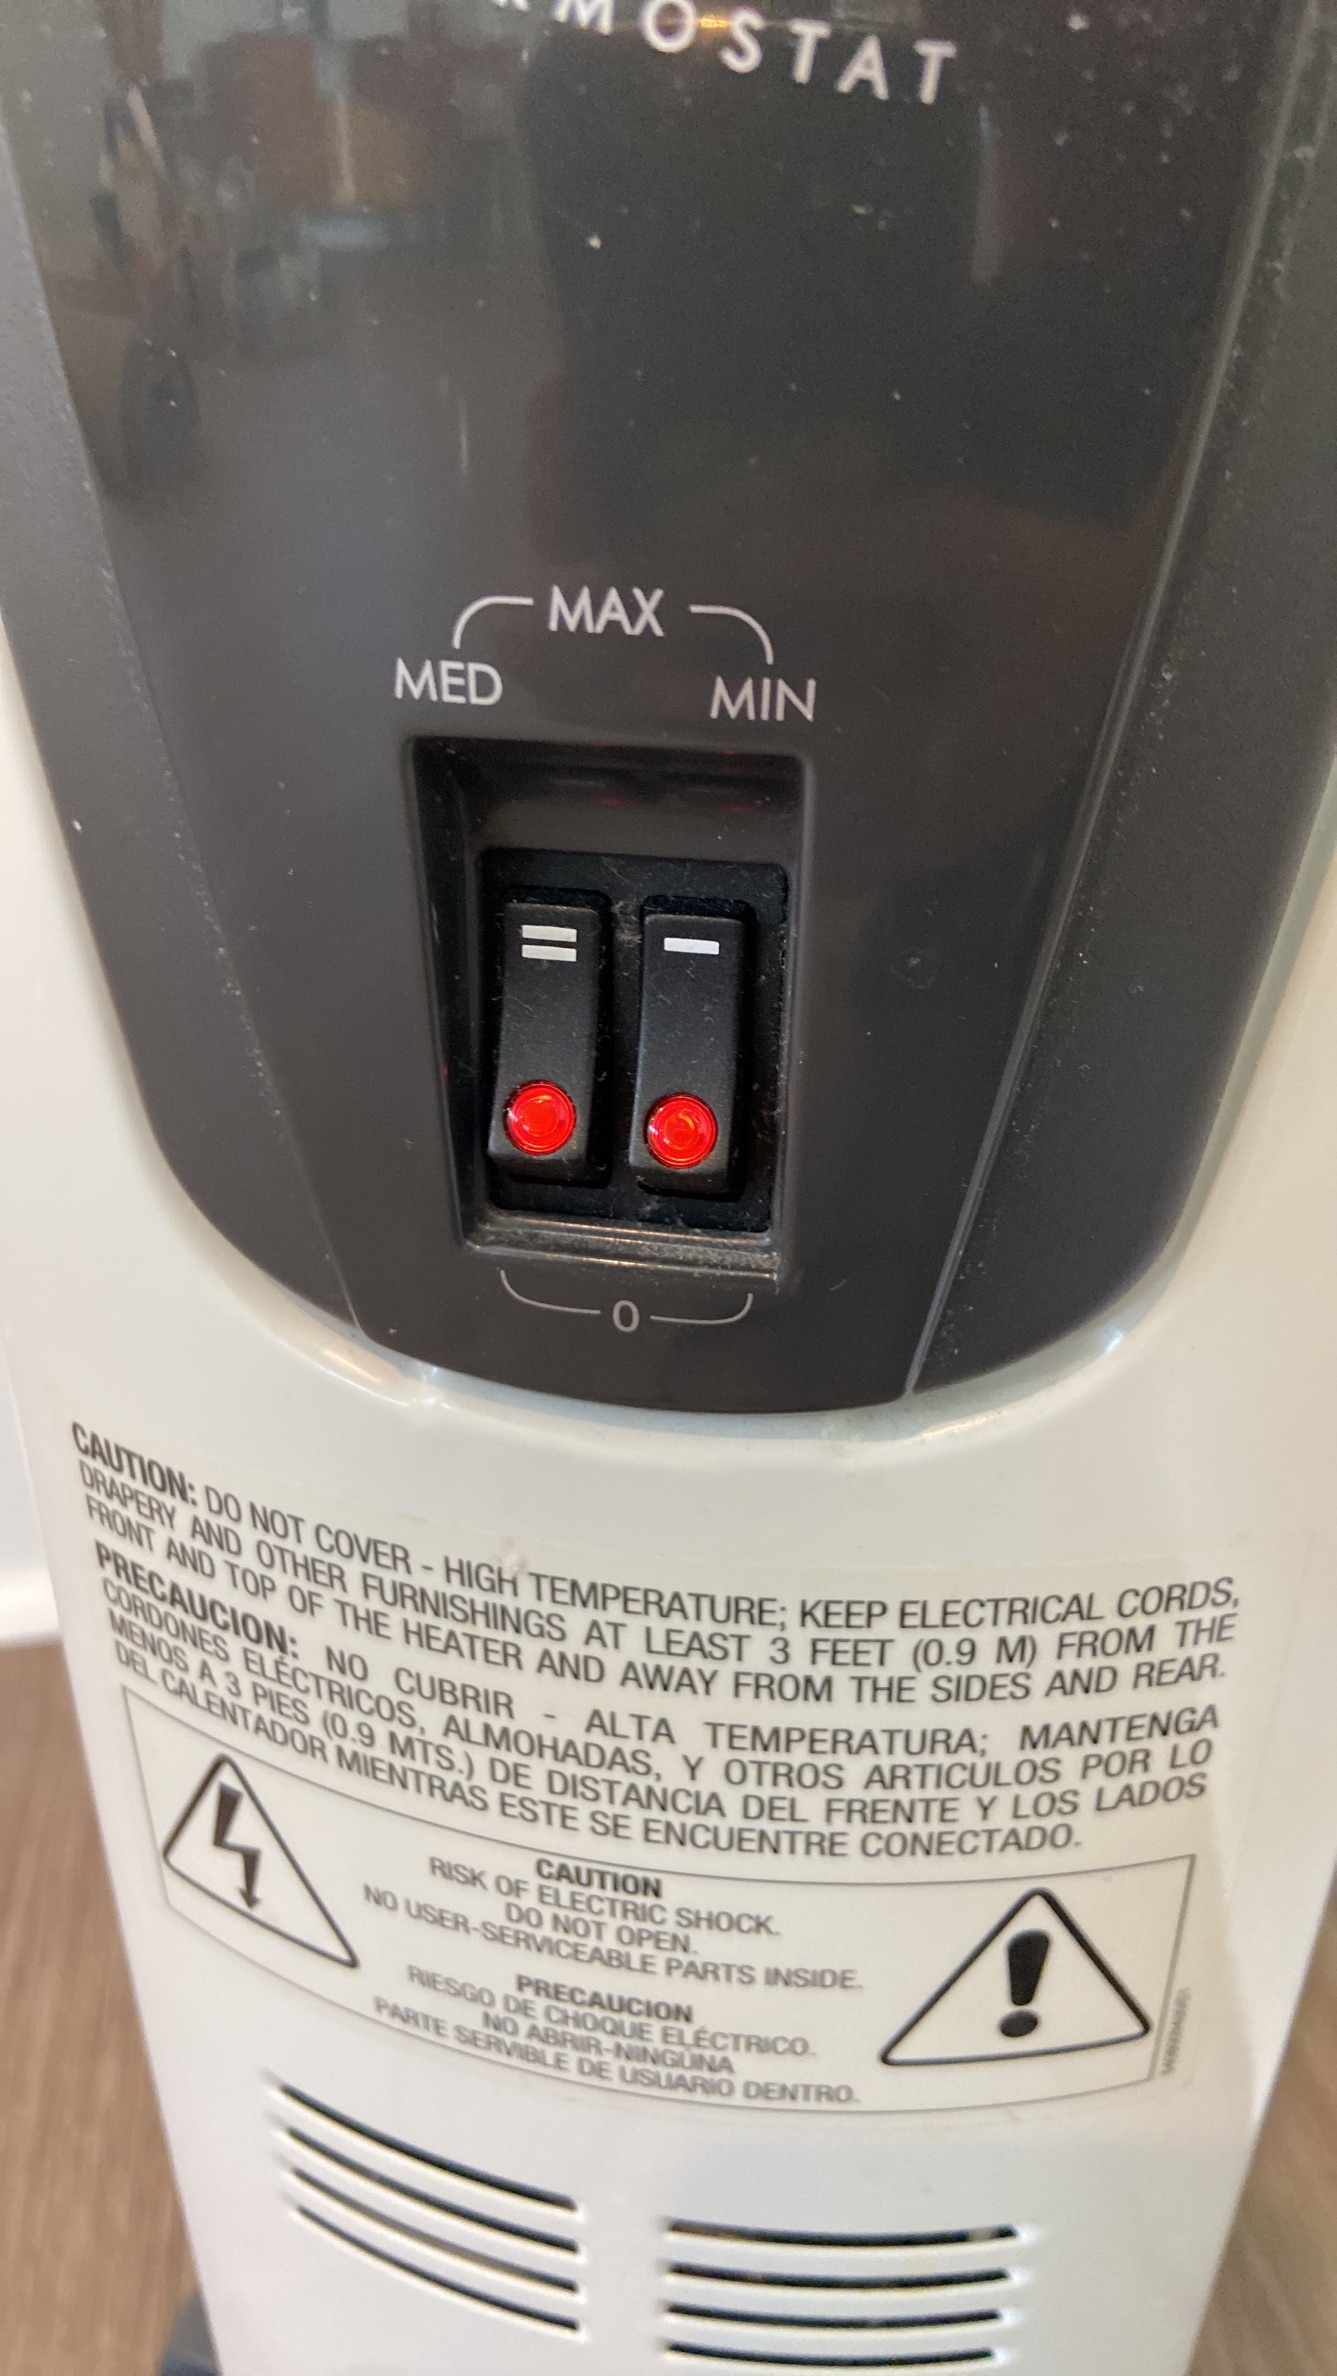 RMOSTAT
MAX
MED MIN
0
CAUTION: DO NOT COVER - HIGH TEMPERATURE; KEEP ELECTRICAL CORDS,
DRAPERY AND OTHER FURNISHINGS AT LEAST 3 FEET (0.9 M) FROM THE
FRONT AND TOP OF THE HEATER AND AWAY FROM THE SIDES AND REAR.
PRECAUCION: NO CUBRIR - ALTA TEMPERATURA; MANTENGA
CORDONES ELÉCTRICOS, ALMOHADAS, Y OTROS ARTICULOS POR LO
MENOS A 3 PIES (0.9 MTS.) DE DISTANCIA DEL FRENTE Y LOS LADOS
DEL CALENTADOR MIENTRAS ESTE SE ENCUENTRE CONECTADO.
CAUTION
RISK OF ELECTRIC SHOCK.
DO NOT OPEN.
NO USER-SERVICEABLE PARTS INSIDE.
PRECAUCION
RIESGO DE CHOQUE ELÉCTRICO.
NO ABRIR-NINGÚNA
PARTE SERVIBLE DE USUARIO DENTRO.